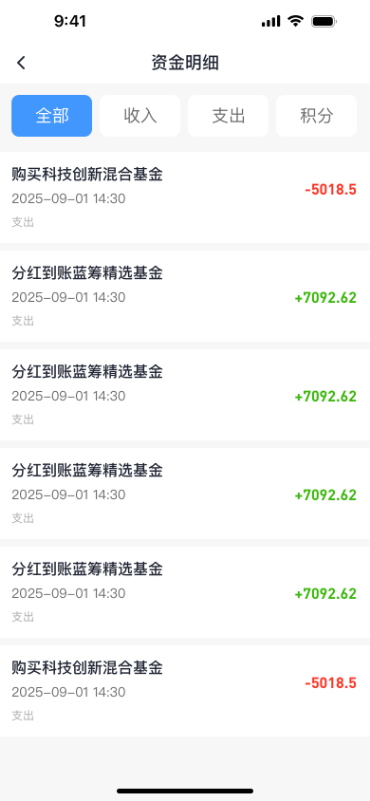 9:41
资金明细
全部 收入 支出 积分
购买科技创新混合基金
-5018.5
2025-09-01 14:30
支出
分红到账蓝筹精选基金
2025-09-01 14:30
+7092.62
支出
分红到账蓝筹精选基金
2025-09-01 14:30
+7092.62
支出
分红到账蓝筹精选基金
2025-09-01 14:30
+7092.62
支出
分红到账蓝筹精选基金
2025-09-01 14:30
+7092.62
支出
购买科技创新混合基金
-5018.5
2025-09-01 14:30
支出